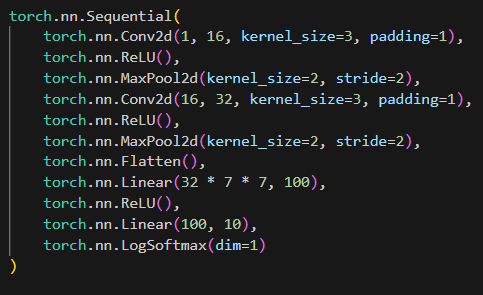 torch.nn.Sequential(
    torch.nn.Conv2d(1, 16, kernel_size=3, padding=1),
    torch.nn.ReLU(),
    torch.nn.MaxPool2d(kernel_size=2, stride=2),
    torch.nn.Conv2d(16, 32, kernel_size=3, padding=1),
    torch.nn.ReLU(),
    torch.nn.MaxPool2d(kernel_size=2, stride=2),
    torch.nn.Flatten(),
    torch.nn.Linear(32 * 7 * 7, 100),
    torch.nn.ReLU(),
    torch.nn.Linear(100, 10),
    torch.nn.LogSoftmax(dim=1)
)